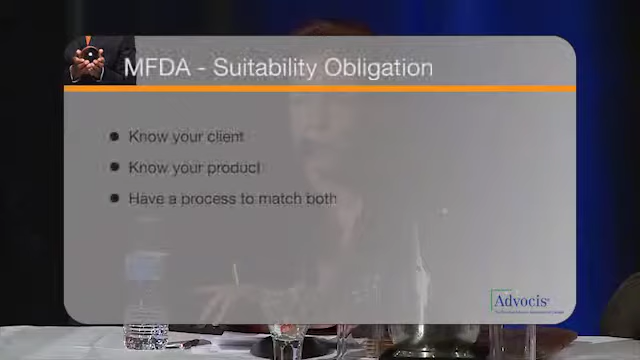 MFDA - Suitability Obligation
Know your client
Know your product
Have a process to match both
Advocis